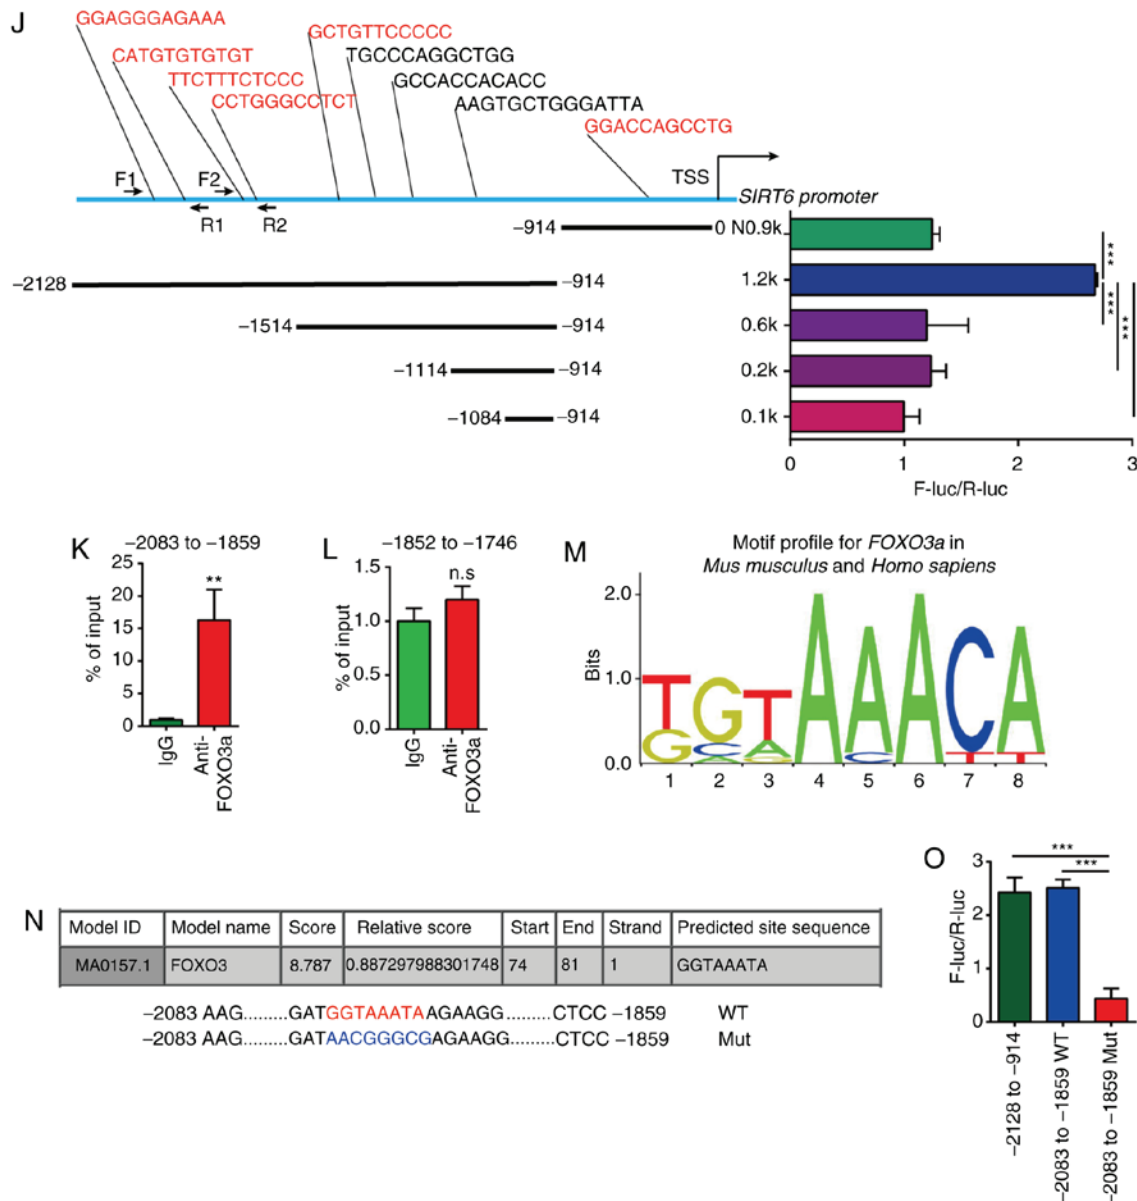 J
GGAGGGAGAAA
CATGTGTGTGT
TTCTTTCTCCC
CCTGGGCCTCT
GCTGTTCCCCC
TGCCCAGGCTGG
GCCACCACACC
AAGTGCTGGGATTA
GGACCAGCCTG
F1
F2
TSS
R1
R2
SIRT6 promoter
−914
0 N0.9k
−2128
−914
1.2k
−1514
−914
0.6k
−1114
−914
0.2k
−1084
−914
0.1k
***
***
***
0 1 2 3
F-luc/R-luc
K
−2083 to −1859
**
25
20
15
10
5
0
% of input
IgG
Anti-FOXO3a
L
−1852 to −1746
n.s
1.5
1.0
0.5
0.0
% of input
IgG
Anti-FOXO3a
M
Motif profile for FOXO3a in
Mus musculus and Homo sapiens
2.0
1.0
0.0
Bits
T G T A A A C A
G C A C T T
A G
1 2 3 4 5 6 7 8
N
Model ID Model name Score Relative score Start End Strand Predicted site sequence
MA0157.1 FOXO3 8.787 0.887297988301748 74 81 1 GGTAAATA
−2083 AAG.........GATGGTAAATAAGAAGG.........CTCC −1859 WT
−2083 AAG.........GATAACGGGCGAGAAGG.........CTCC −1859 Mut
O
***
***
3
2
1
0
F-luc/R-luc
−2128 to −914
−2083 to −1859 WT
−2083 to −1859 Mut